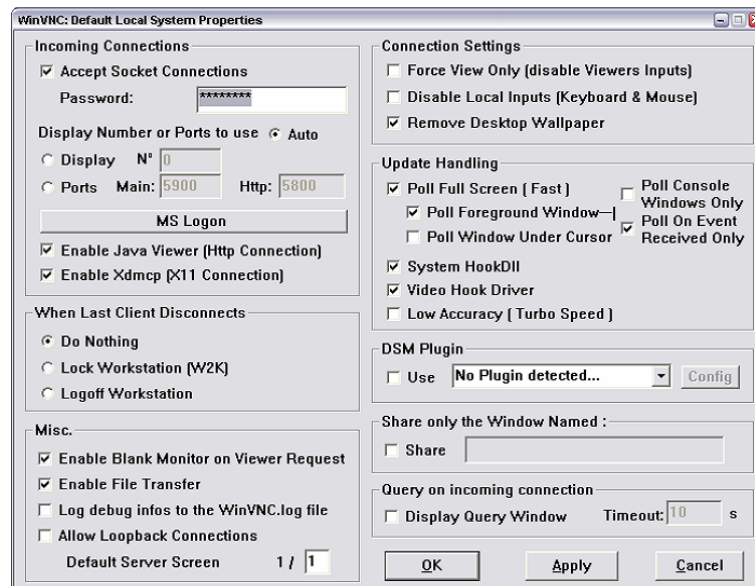 WinVNC: Default Local System Properties
Incoming Connections
Accept Socket Connections
Password: ********
Display Number or Ports to use Auto
Display N° 0
Ports Main: 5900 Http: 5800
MS Logon
Enable Java Viewer (Http Connection)
Enable Xdmcp (X11 Connection)
When Last Client Disconnects
Do Nothing
Lock Workstation (W2K)
Logoff Workstation
Misc.
Enable Blank Monitor on Viewer Request
Enable File Transfer
Log debug infos to the WinVNC.log file
Allow Loopback Connections
Default Server Screen 1 / 1
Connection Settings
Force View Only (disable Viewers Inputs)
Disable Local Inputs (Keyboard & Mouse)
Remove Desktop Wallpaper
Update Handling
Poll Full Screen ( Fast )
Poll Foreground Window
Poll Window Under Cursor
Poll Console
Windows Only
Poll On Event
Received Only
System HookDll
Video Hook Driver
Low Accuracy ( Turbo Speed )
DSM Plugin
Use No Plugin detected... Config
Share only the Window Named :
Share
Query on incoming connection
Display Query Window Timeout: 10 s
OK Apply Cancel